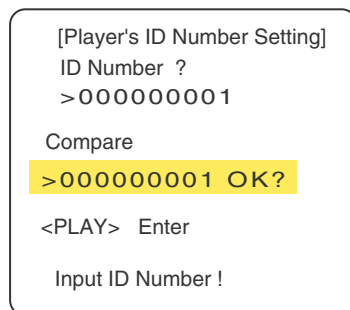 [Player's ID Number Setting]
ID Number ?
>000000001
Compare
>000000001 OK?
<PLAY> Enter
Input ID Number !